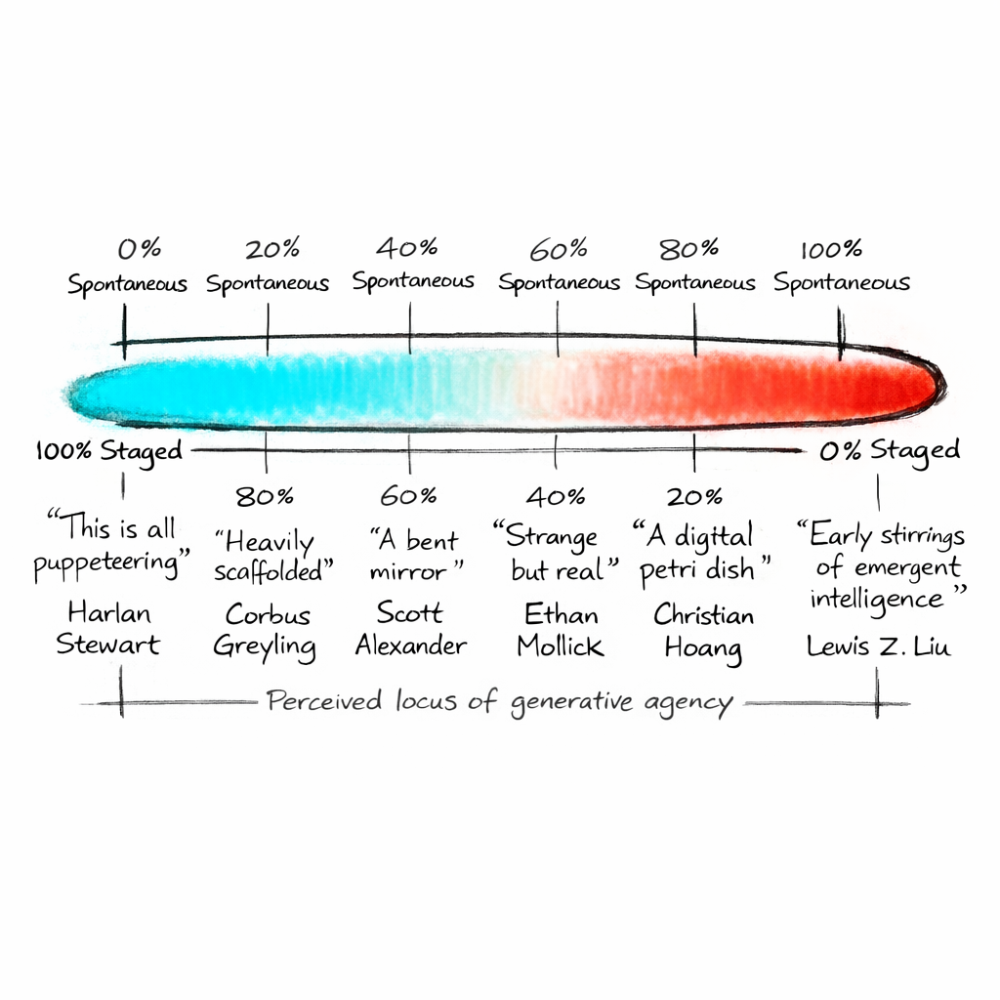 0% 20% 40% 60% 80% 100%
Spontaneous Spontaneous Spontaneous Spontaneous Spontaneous Spontaneous
100% Staged 0% Staged
80% 60% 40% 20%
“This is all
puppeteering”
Harlan
Stewart
“Heavily
scaffolded”
Corbus
Greyling
“A bent
mirror”
Scott
Alexander
“Strange
but real”
Ethan
Mollick
“A digital
petri dish”
Christian
Hoang
“Early stirrings
of emergent
intelligence”
Lewis Z. Liu
Perceived locus of generative agency